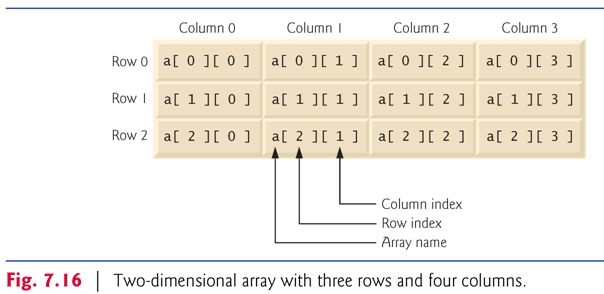 Column 0 Column 1 Column 2 Column 3
Row 0 a[ 0 ][ 0 ] a[ 0 ][ 1 ] a[ 0 ][ 2 ] a[ 0 ][ 3 ]
Row 1 a[ 1 ][ 0 ] a[ 1 ][ 1 ] a[ 1 ][ 2 ] a[ 1 ][ 3 ]
Row 2 a[ 2 ][ 0 ] a[ 2 ][ 1 ] a[ 2 ][ 2 ] a[ 2 ][ 3 ]
Column index
Row index
Array name
Fig. 7.16 | Two-dimensional array with three rows and four columns.